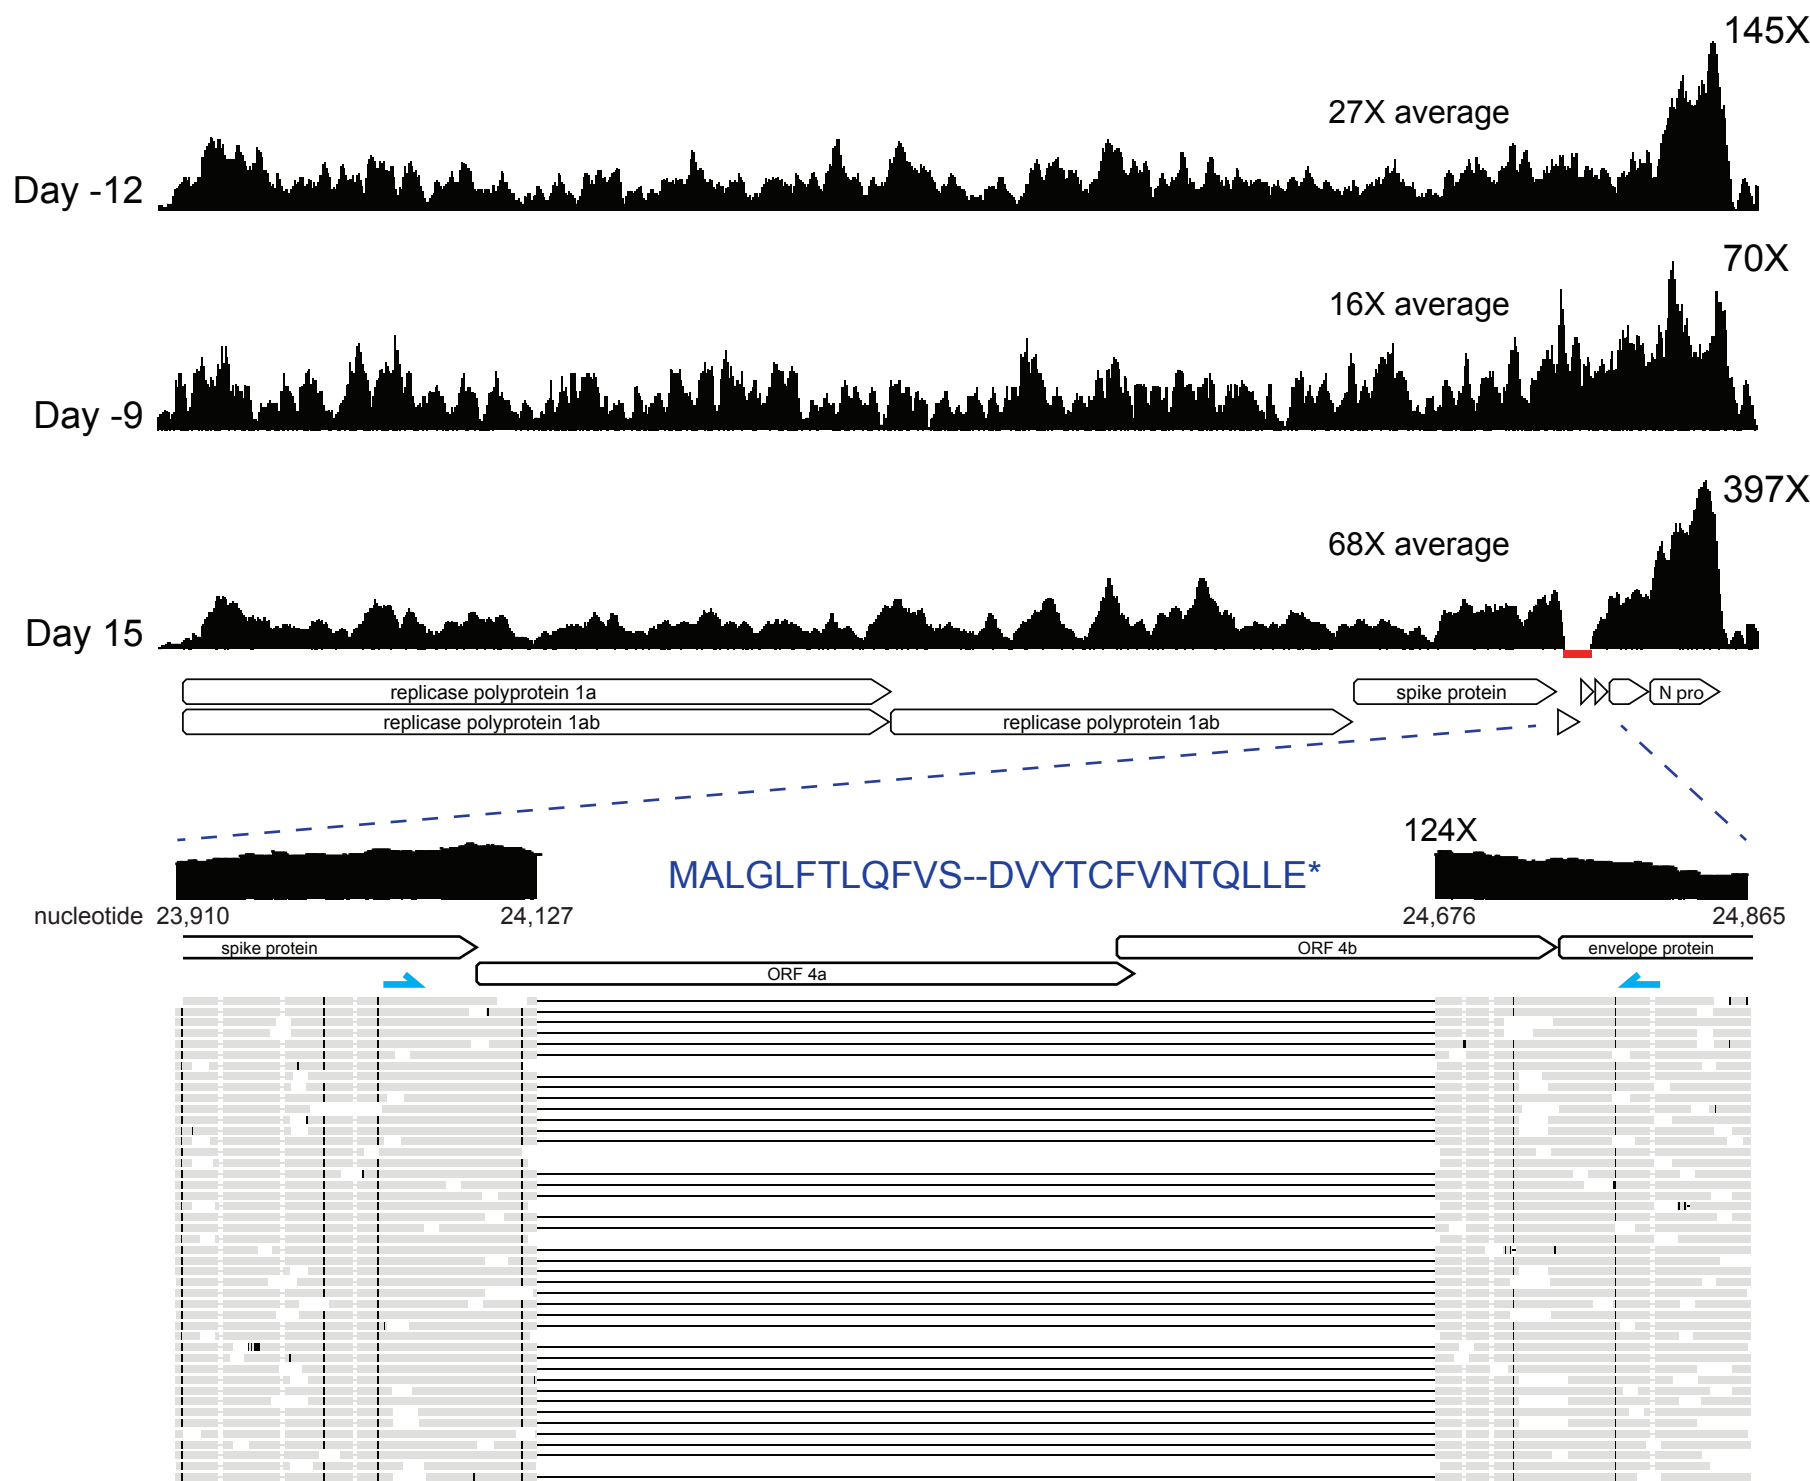 145X
27X average
Day -12
70X
16X average
Day -9
397X
68X average
Day 15
replicase polyprotein 1a
spike protein
N pro
replicase polyprotein 1ab
replicase polyprotein 1ab
124X
MALGLFTLQFVS--DVYTCFVNTQLLE*
nucleotide 23,910
24,127
24,676
24,865
spike protein
ORF 4b
envelope protein
ORF 4a